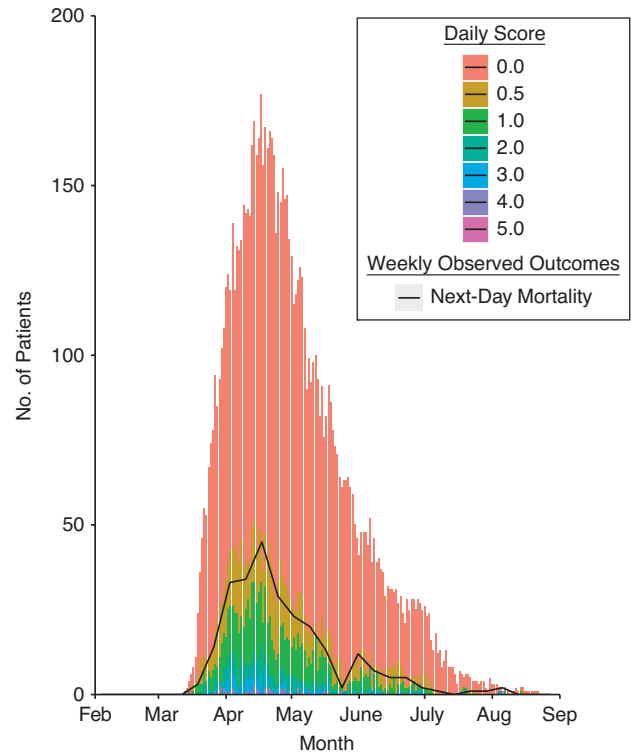 200
150
100
50
0
No. of Patients
Daily Score
0.0
0.5
1.0
2.0
3.0
4.0
5.0
Weekly Observed Outcomes
Next-Day Mortality
Feb Mar Apr May June July Aug Sep
Month